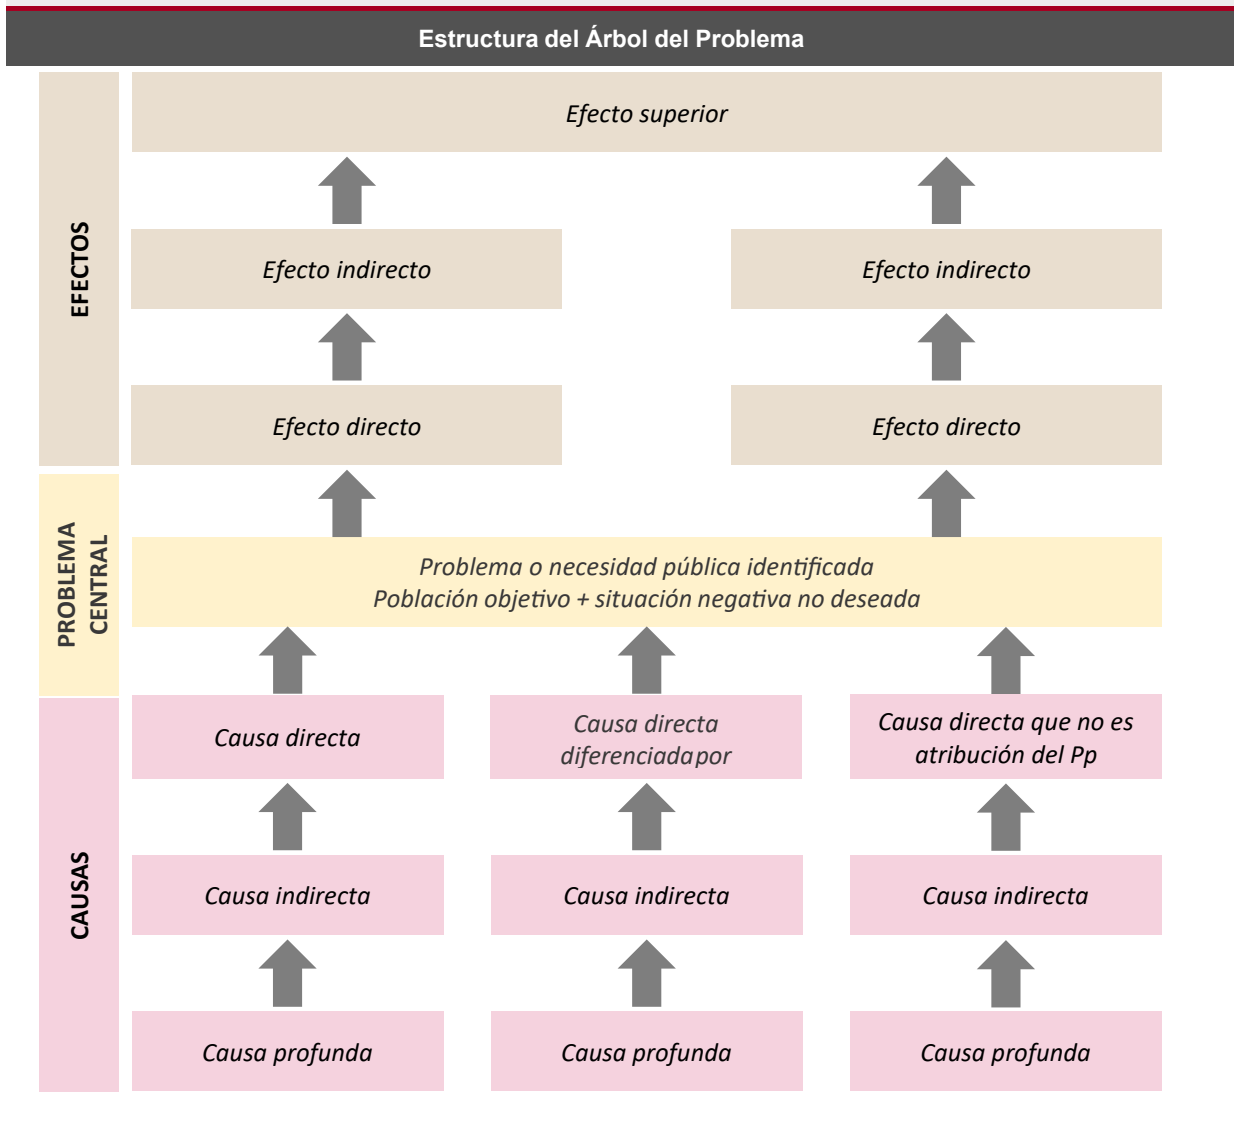 Estructura del Árbol del Problema
EFECTOS
Efecto superior
Efecto indirecto
Efecto indirecto
Efecto directo
Efecto directo
PROBLEMA
CENTRAL
Problema o necesidad pública identificada
Población objetivo + situación negativa no deseada
CAUSAS
Causa directa
Causa directa
diferenciada por
Causa directa que no es
atribución del Pp
Causa indirecta
Causa indirecta
Causa indirecta
Causa profunda
Causa profunda
Causa profunda